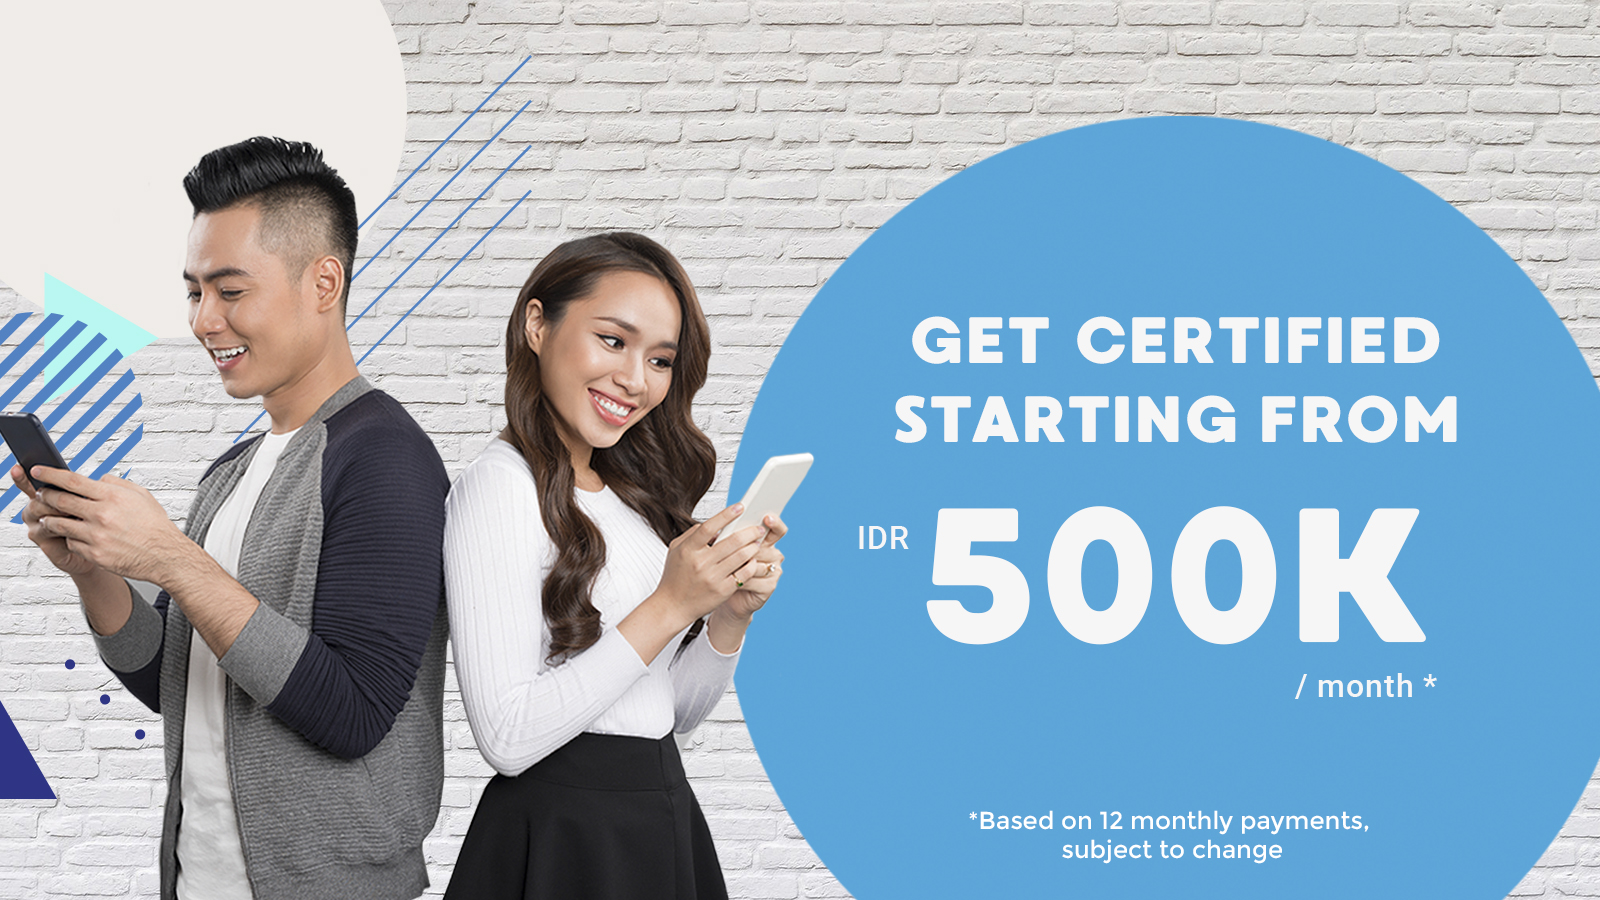 GET CERTIFIED
STARTING FROM
IDR 500K
/ month *
*Based on 12 monthly payments,
subject to change